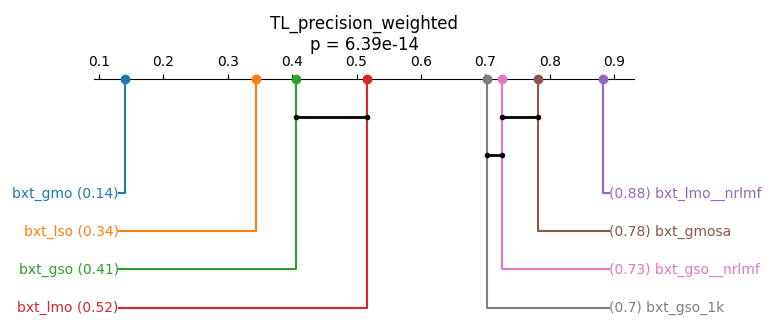 TL_precision_weighted
p = 6.39e-14
0.1 0.2 0.3 0.4 0.5 0.6 0.7 0.8 0.9
bxt_gmo (0.14) (0.88) bxt_lmo__nrlmf
bxt_lso (0.34) (0.78) bxt_gmosa
bxt_gso (0.41) (0.73) bxt_gso__nrlmf
bxt_lmo (0.52) (0.7) bxt_gso_1k